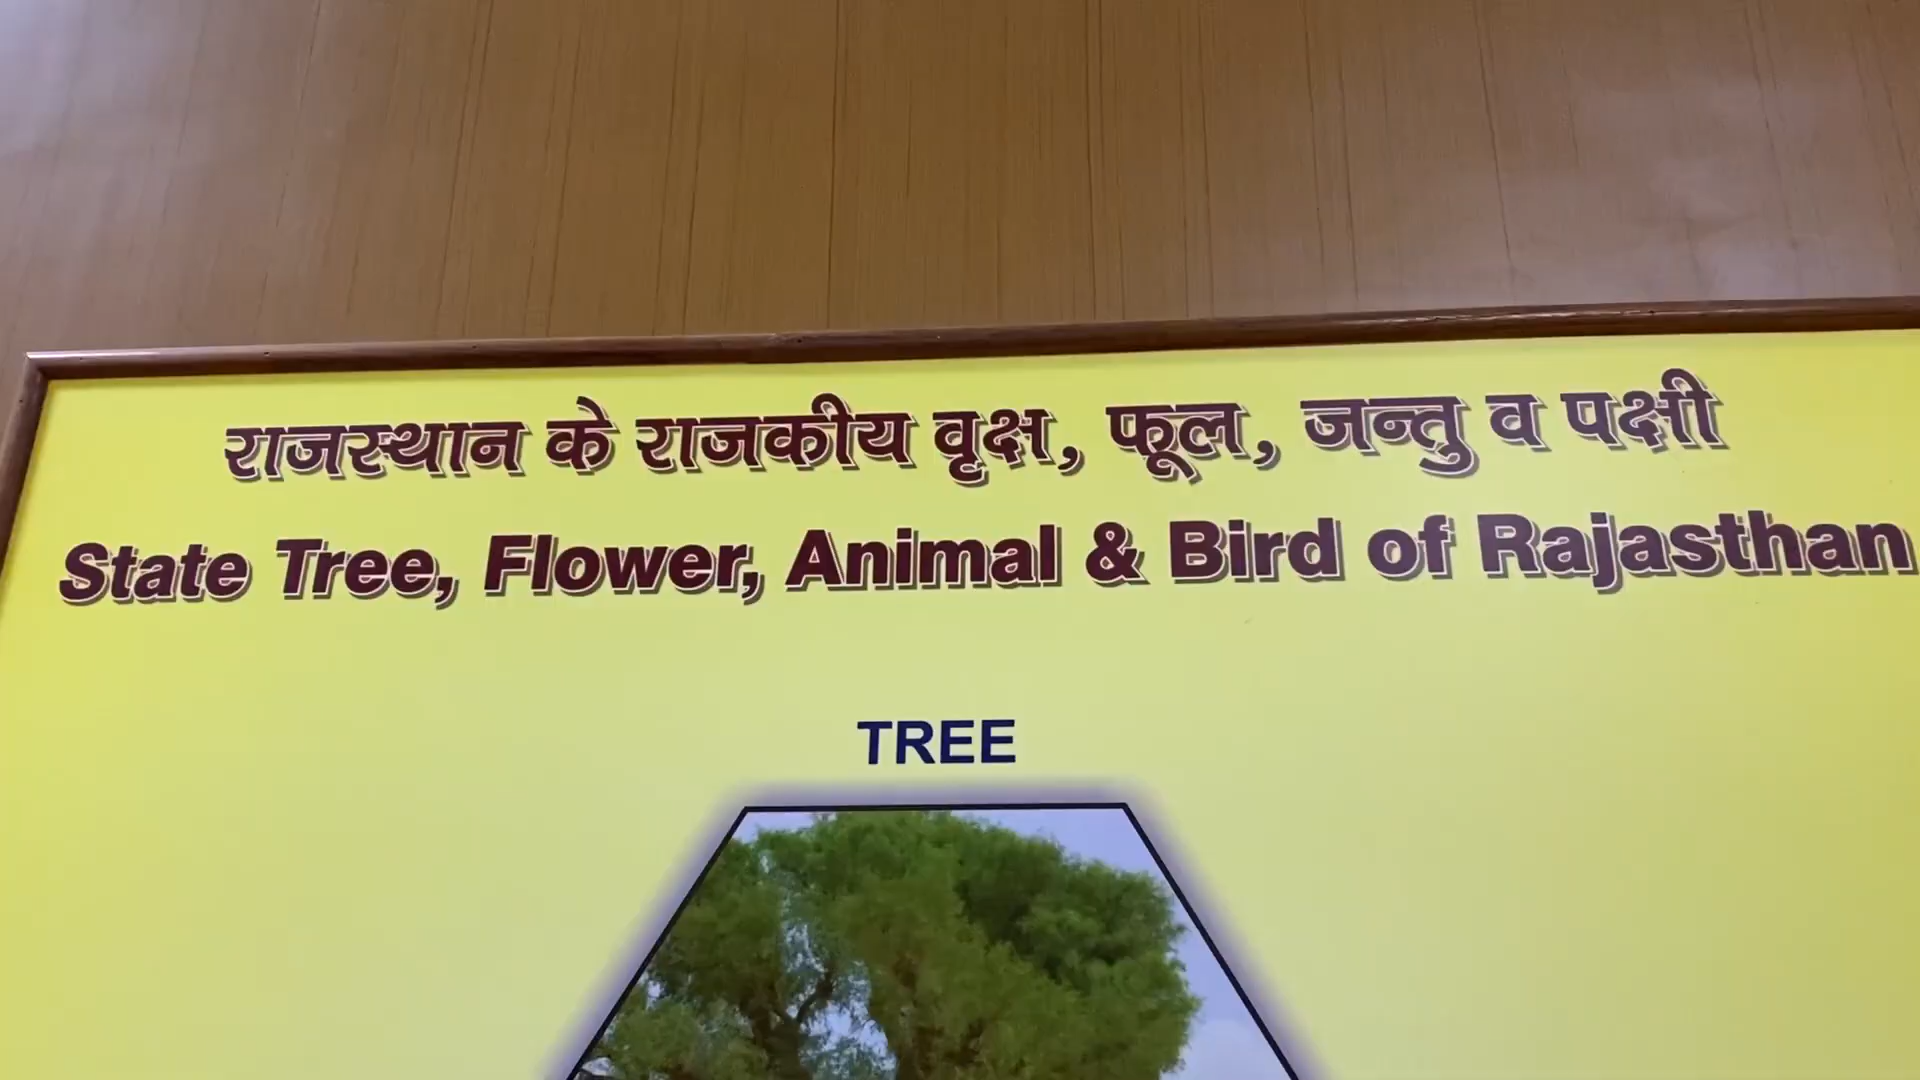 राजस्थान के राजकीय वृक्ष, फूल, जन्तु व पक्षी
State Tree, Flower, Animal & Bird of Rajasthan
TREE